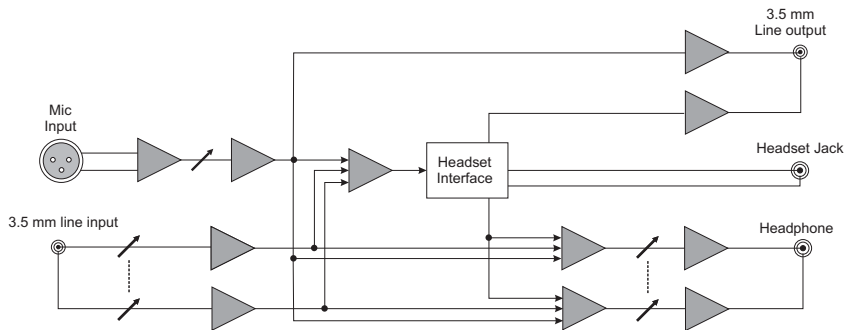 3.5 mm
Line output
Mic
Input
Headset
Interface
Headset Jack
3.5 mm line input
Headphone